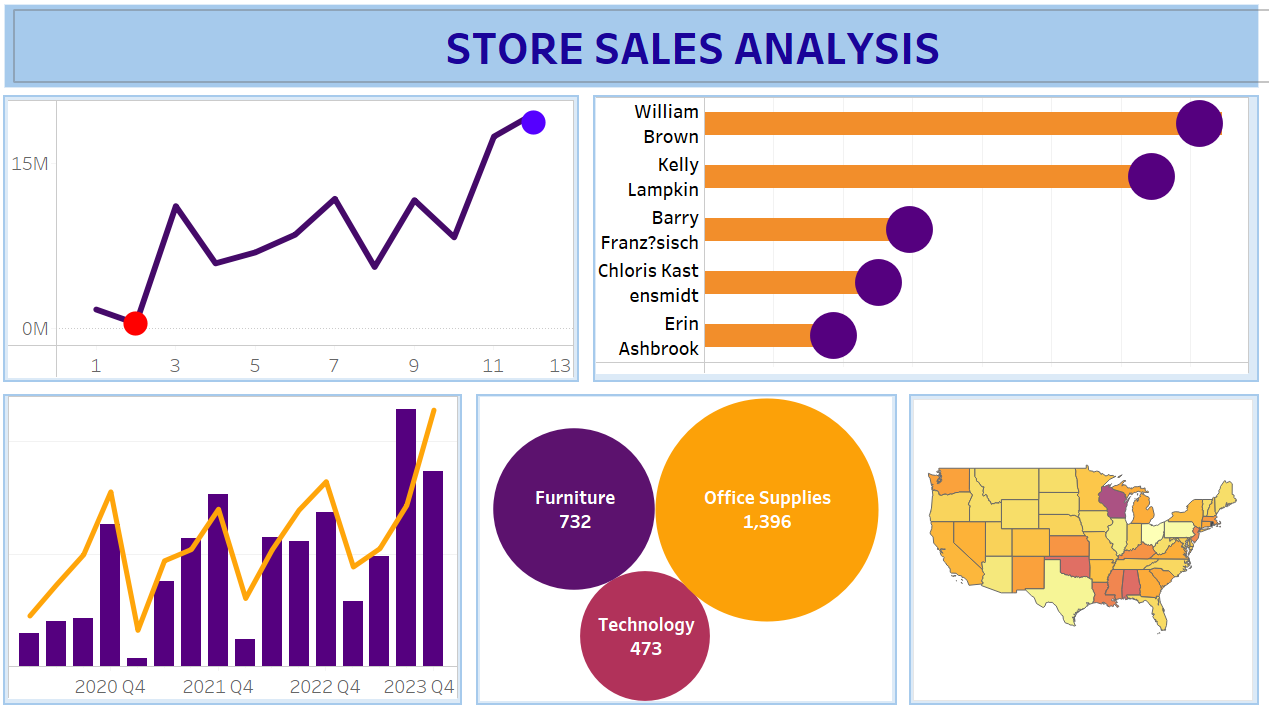 STORE SALES ANALYSIS
15M
0M
1 3 5 7 9 11 13
William
Brown
Kelly
Lampkin
Barry
Franz?sisch
Chloris Kast
ensmidt
Erin
Ashbrook
2020 Q4 2021 Q4 2022 Q4 2023 Q4
Furniture
732
Office Supplies
1,396
Technology
473